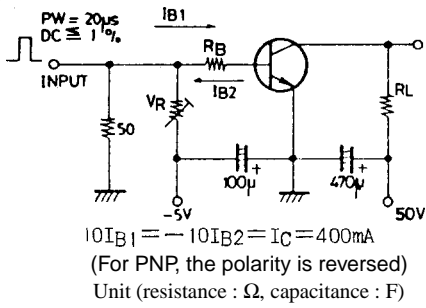 PW = 20μs
DC ≦ 1%
IB1
RB
INPUT
IB2
VR
RL
50
100μ
+
470μ
+
-5V
50V
10IB1 = -10IB2 = IC = 400mA
(For PNP, the polarity is reversed)
Unit (resistance : Ω, capacitance : F)